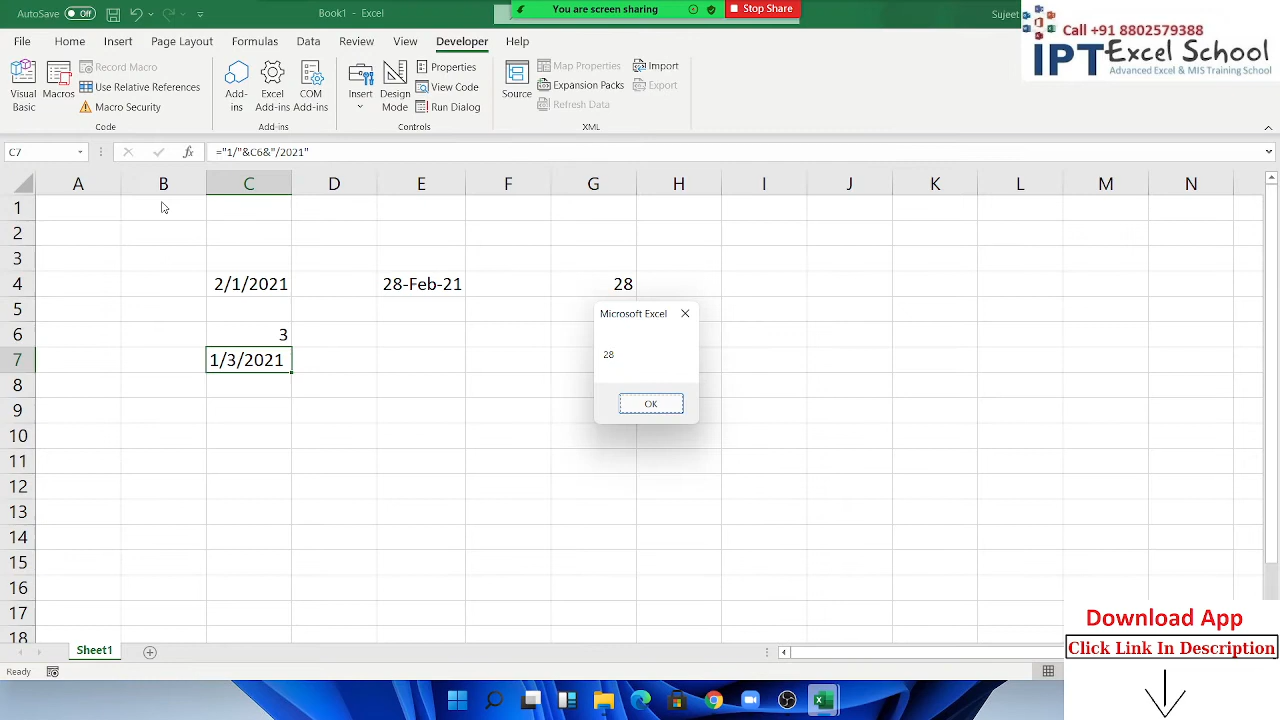 AutoSave Off
Book1 - Excel
You are screen sharing
Stop Share
Sujeet
Call +91 8802579388
IPT Excel School
Advanced Excel & MIS Training School
File Home Insert Page Layout Formulas Data Review View Developer Help
Visual Basic
Macros
Record Macro
Use Relative References
Macro Security
Code
Add-ins
Excel Add-ins
COM Add-ins
Add-ins
Insert
Design Mode
Properties
View Code
Run Dialog
Controls
Source
Map Properties
Expansion Packs
Refresh Data
Import
Export
XML
C7
fx
="1/"&C6&"/2021"
A B C D E F G H I J K L M N
1
2
3
4 2/1/2021 28-Feb-21 28
5
6 3
7 1/3/2021
8
9
10
11
12
13
14
15
16
17
18
Microsoft Excel
28
OK
Sheet1
Ready
Download App
Click Link In Description